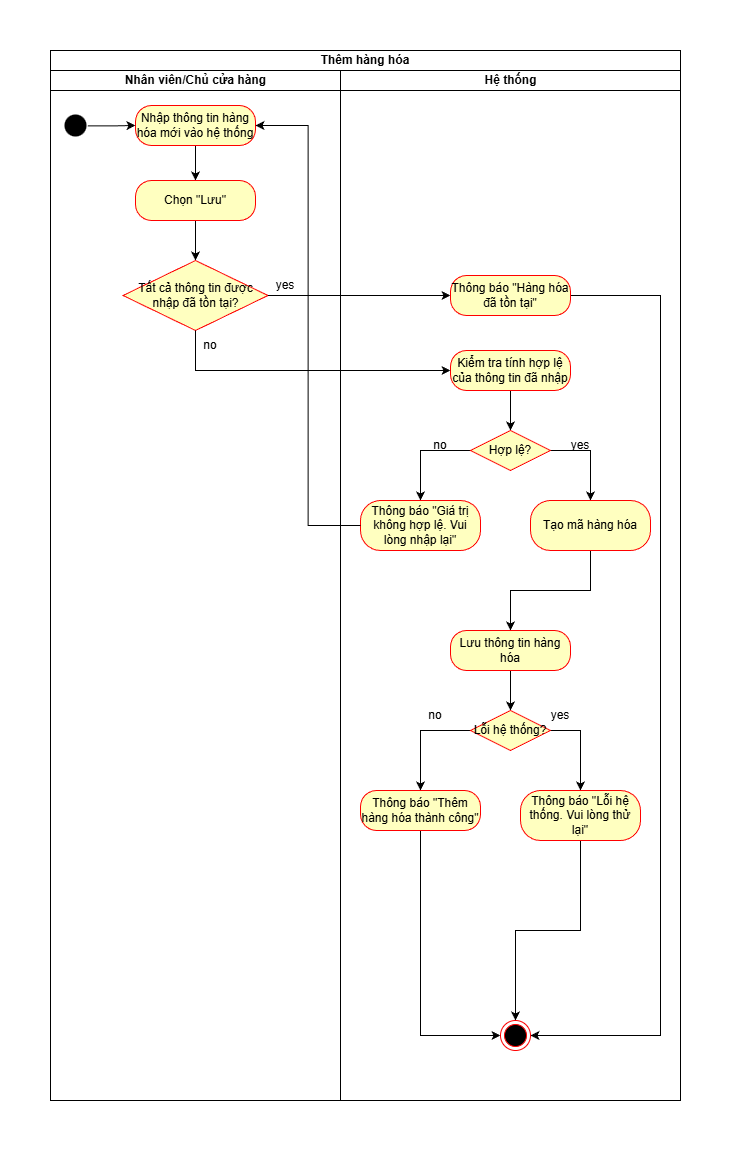 Thêm hàng hóa
Nhân viên/Chủ cửa hàng
Hệ thống
Nhập thông tin hàng
hóa mới vào hệ thống
Chọn "Lưu"
Tất cả thông tin được
nhập đã tồn tại?
yes
Thông báo "Hàng hóa
đã tồn tại"
no
Kiểm tra tính hợp lệ
của thông tin đã nhập
Hợp lệ?
no
yes
Thông báo "Giá trị
không hợp lệ. Vui
lòng nhập lại"
Tạo mã hàng hóa
Lưu thông tin hàng
hóa
Lỗi hệ thống?
no
yes
Thông báo "Thêm
hàng hóa thành công"
Thông báo "Lỗi hệ
thống. Vui lòng thử
lại"